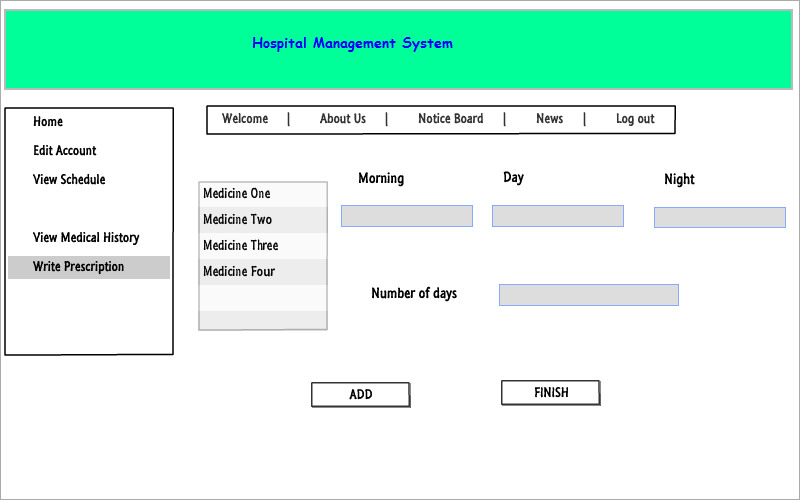 Hospital Management System
Welcome | About Us | Notice Board | News | Log out
Home
Edit Account
View Schedule
View Medical History
Write Prescription
Medicine One
Medicine Two
Medicine Three
Medicine Four
Morning Day Night
Number of days
ADD FINISH